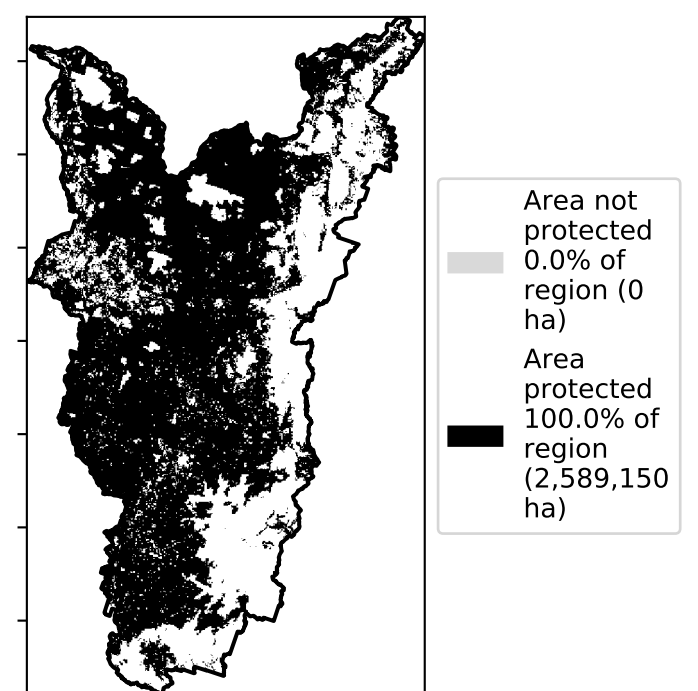 Area not
protected
0.0% of
region (0
ha)
Area
protected
100.0% of
region
(2,589,150
ha)